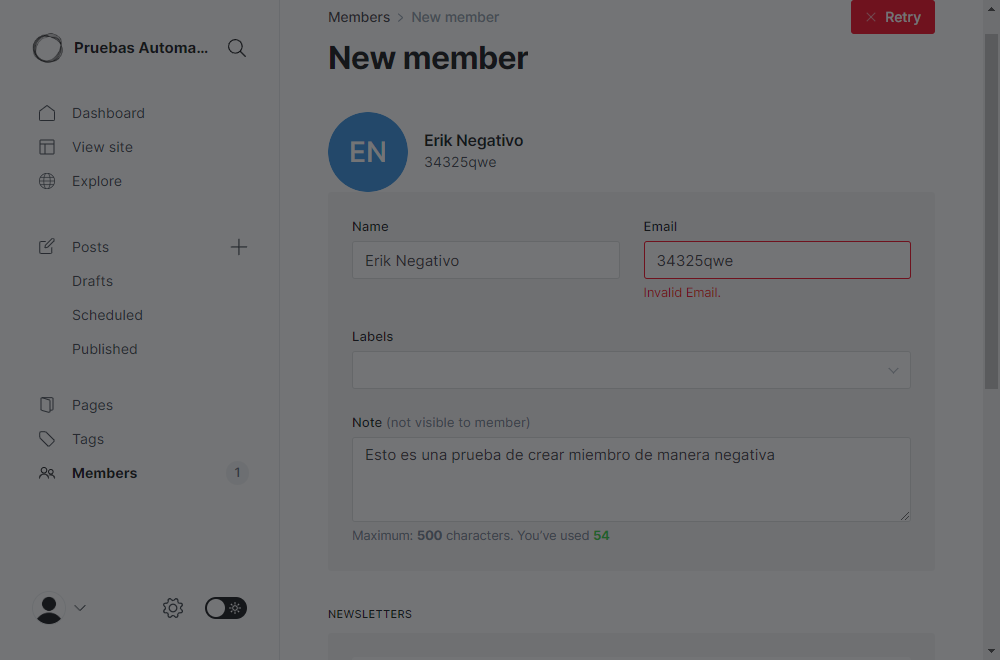 Pruebas Automa...
Dashboard
View site
Explore
Posts
Drafts
Scheduled
Published
Pages
Tags
Members 1
Members > New member
Retry
New member
EN
Erik Negativo
34325qwe
Name
Erik Negativo
Email
34325qwe
Invalid Email.
Labels
Note (not visible to member)
Esto es una prueba de crear miembro de manera negativa
Maximum: 500 characters. You've used 54
NEWSLETTERS